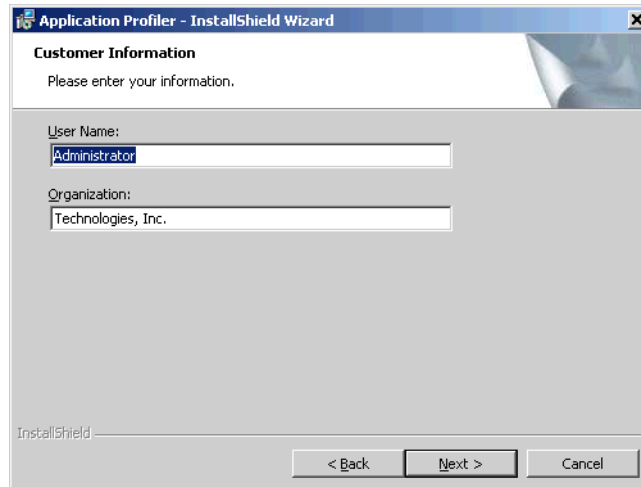 Application Profiler - InstallShield Wizard
Customer Information
Please enter your information.
User Name:
Administrator
Organization:
Technologies, Inc.
InstallShield
< Back Next > Cancel